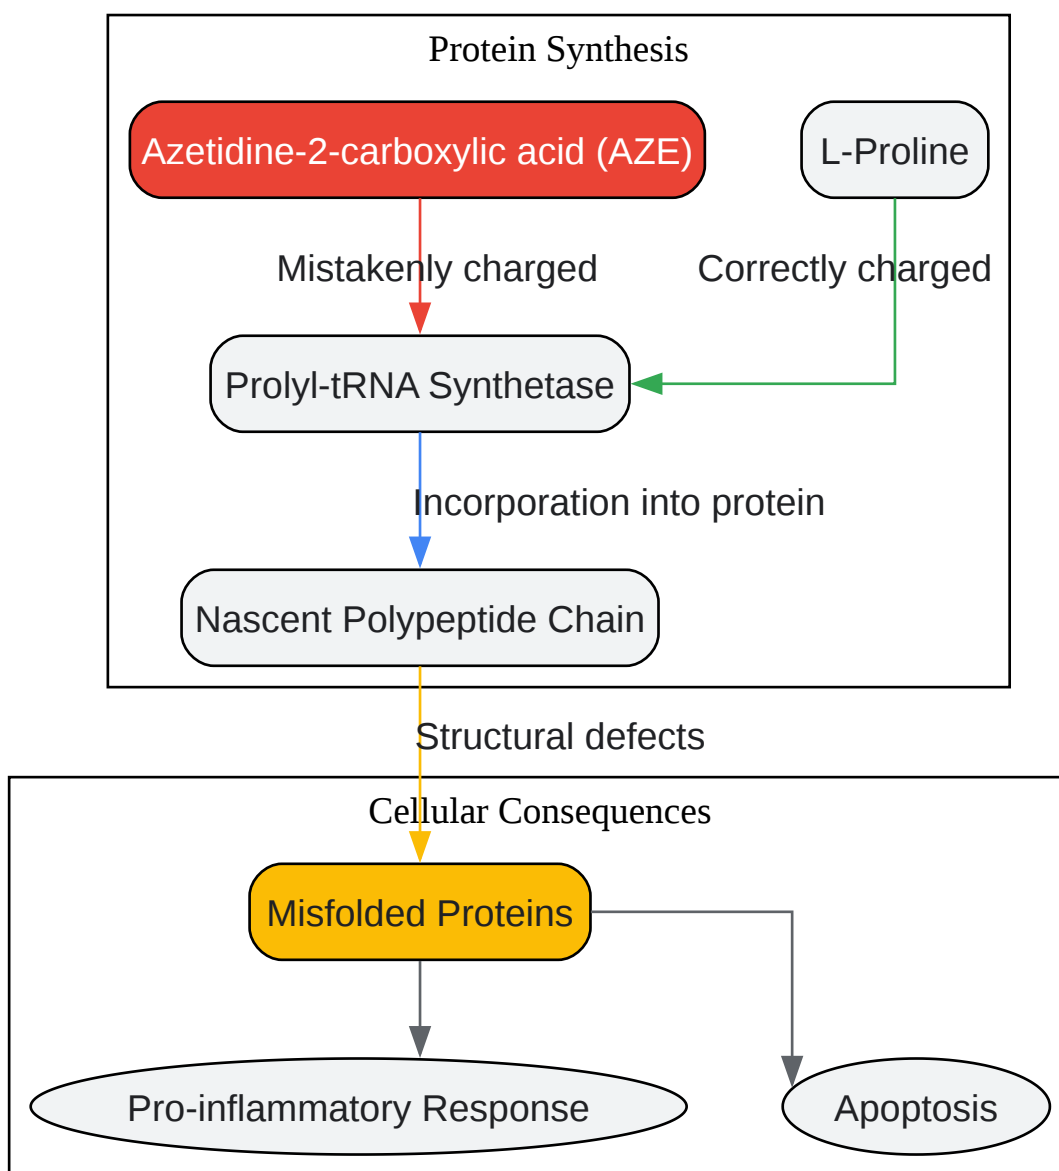 Protein Synthesis
Azetidine-2-carboxylic acid (AZE)
L-Proline
Mistakenly charged
Correctly charged
Prolyl-tRNA Synthetase
Incorporation into protein
Nascent Polypeptide Chain
Structural defects
Cellular Consequences
Misfolded Proteins
Pro-inflammatory Response
Apoptosis